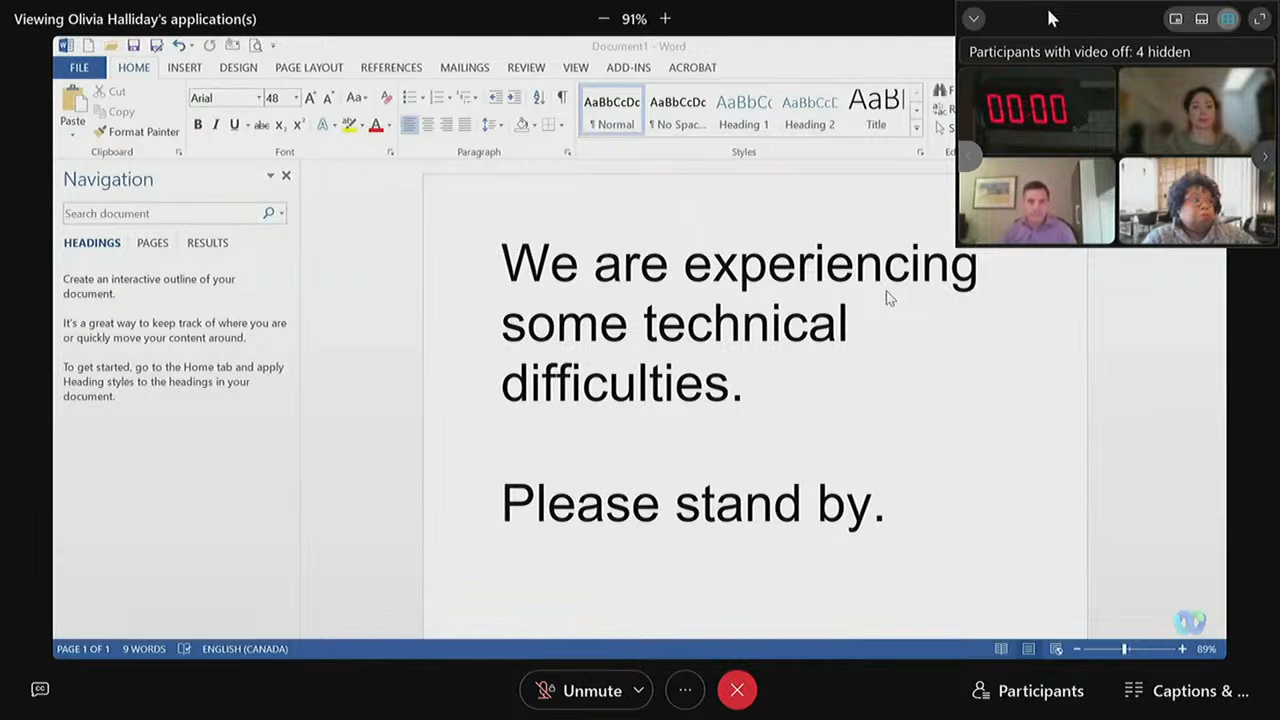 Viewing Olivia Halliday's application(s)
91%
Participants with video off: 4 hidden
00:00
Document1 - Word
FILE HOME INSERT DESIGN PAGE LAYOUT REFERENCES MAILINGS REVIEW VIEW ADD-INS ACROBAT
Paste
Cut
Copy
Format Painter
Clipboard
Arial 48
Font
Paragraph
AaBbCcDc AaBbCcDc AaBbCc AaBbCcD AaBI
¶ Normal ¶ No Spac... Heading 1 Heading 2 Title
Styles
Navigation
Search document
HEADINGS PAGES RESULTS
Create an interactive outline of your
document.
It's a great way to keep track of where you are
or quickly move your content around.
To get started, go to the Home tab and apply
Heading styles to the headings in your
document.
We are experiencing
some technical
difficulties.
Please stand by.
PAGE 1 OF 1 9 WORDS ENGLISH (CANADA)
89%
Unmute
Participants
Captions & ...